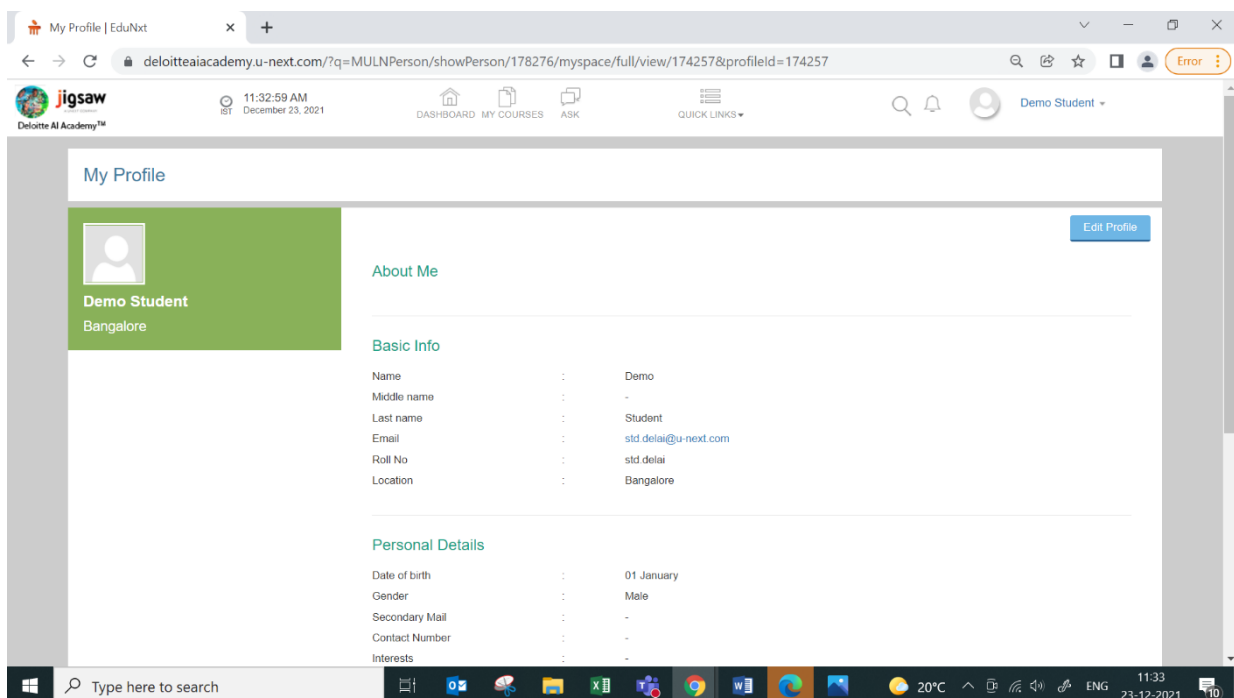 My Profile | EduNxt
deloitteaiacademy.u-next.com/?q=MULNPerson/showPerson/178276/myspace/full/view/174257&profileId=174257
Error
jigsaw
Deloitte AI Academy™
11:32:59 AM
IST December 23, 2021
DASHBOARD MY COURSES ASK
QUICK LINKS
Demo Student
My Profile
Demo Student
Bangalore
Edit Profile
About Me
Basic Info
Name : Demo
Middle name : -
Last name : Student
Email : std.delai@u-next.com
Roll No : std.delai
Location : Bangalore
Personal Details
Date of birth : 01 January
Gender : Male
Secondary Mail : -
Contact Number : -
Interests : -
Type here to search
20°C
ENG
11:33
23-12-2021
10